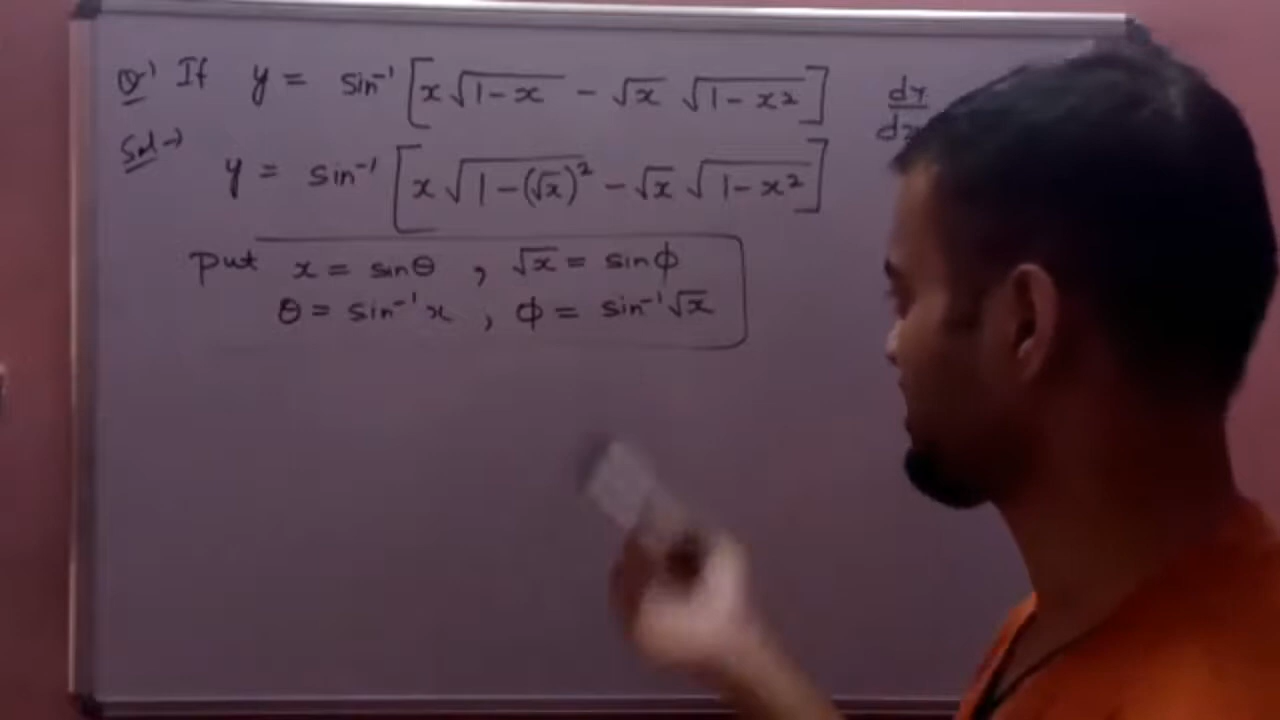 Q' If y = sin⁻¹ [x√(1-x) - √x √(1-x²)] dy
Sol→ y = sin⁻¹ [x√(1-(√x)²) - √x √(1-x²)]
put x = sinθ , √x = sinϕ
θ = sin⁻¹x , ϕ = sin⁻¹√x